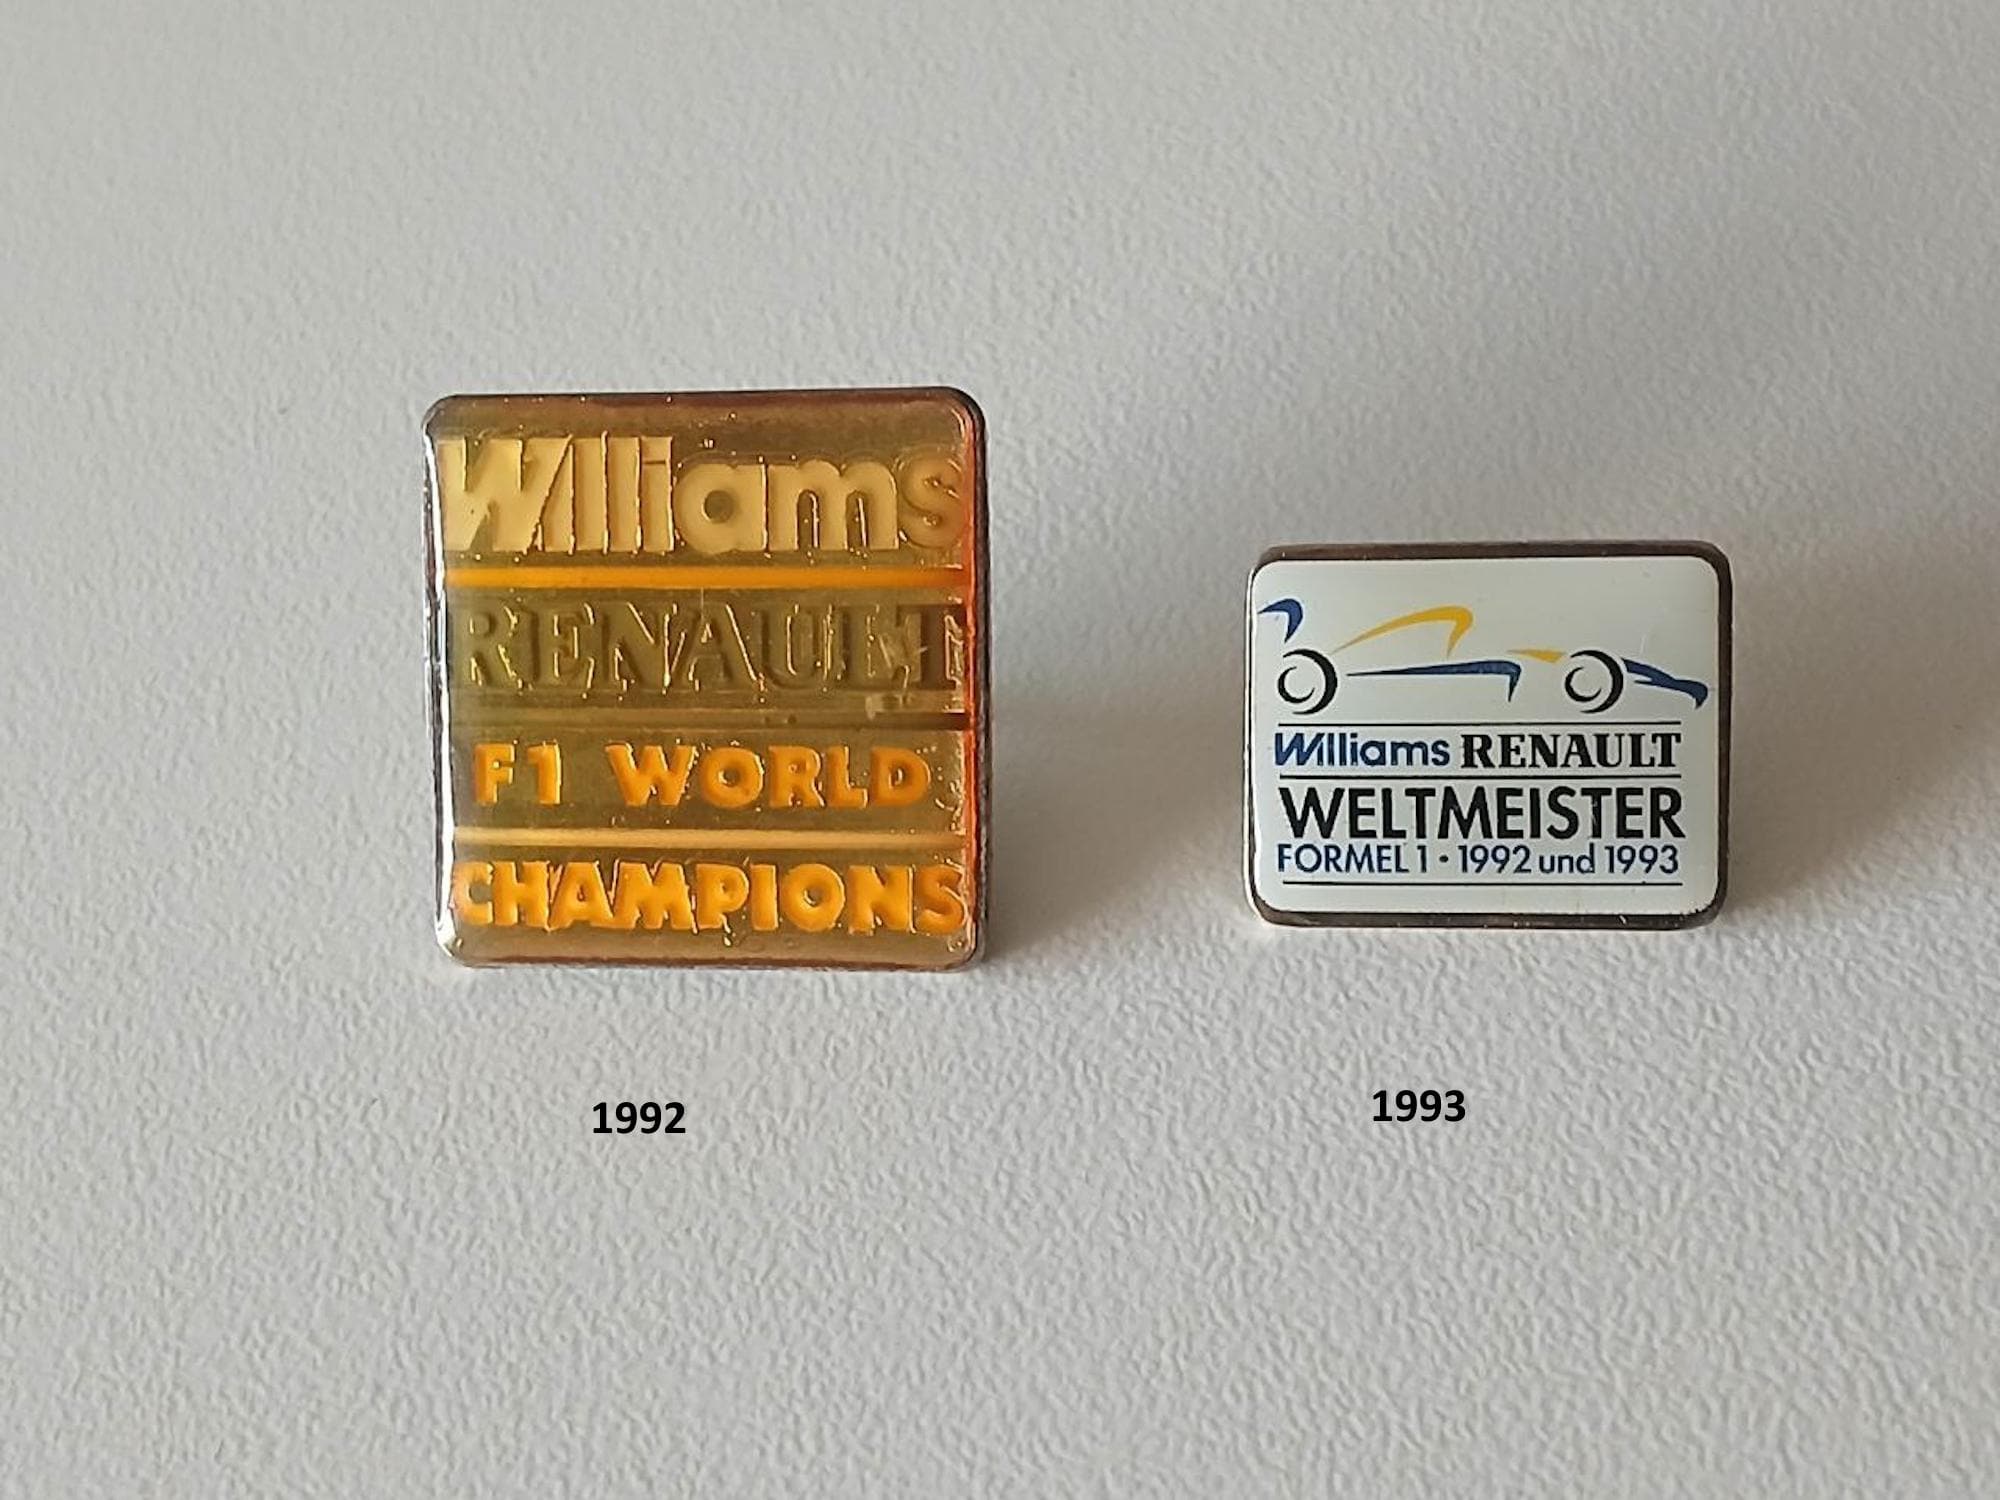 Williams
RENAULT
F1 WORLD
CHAMPIONS
Williams RENAULT
WELTMEISTER
FORMEL 1 • 1992 und 1993
1992
1993